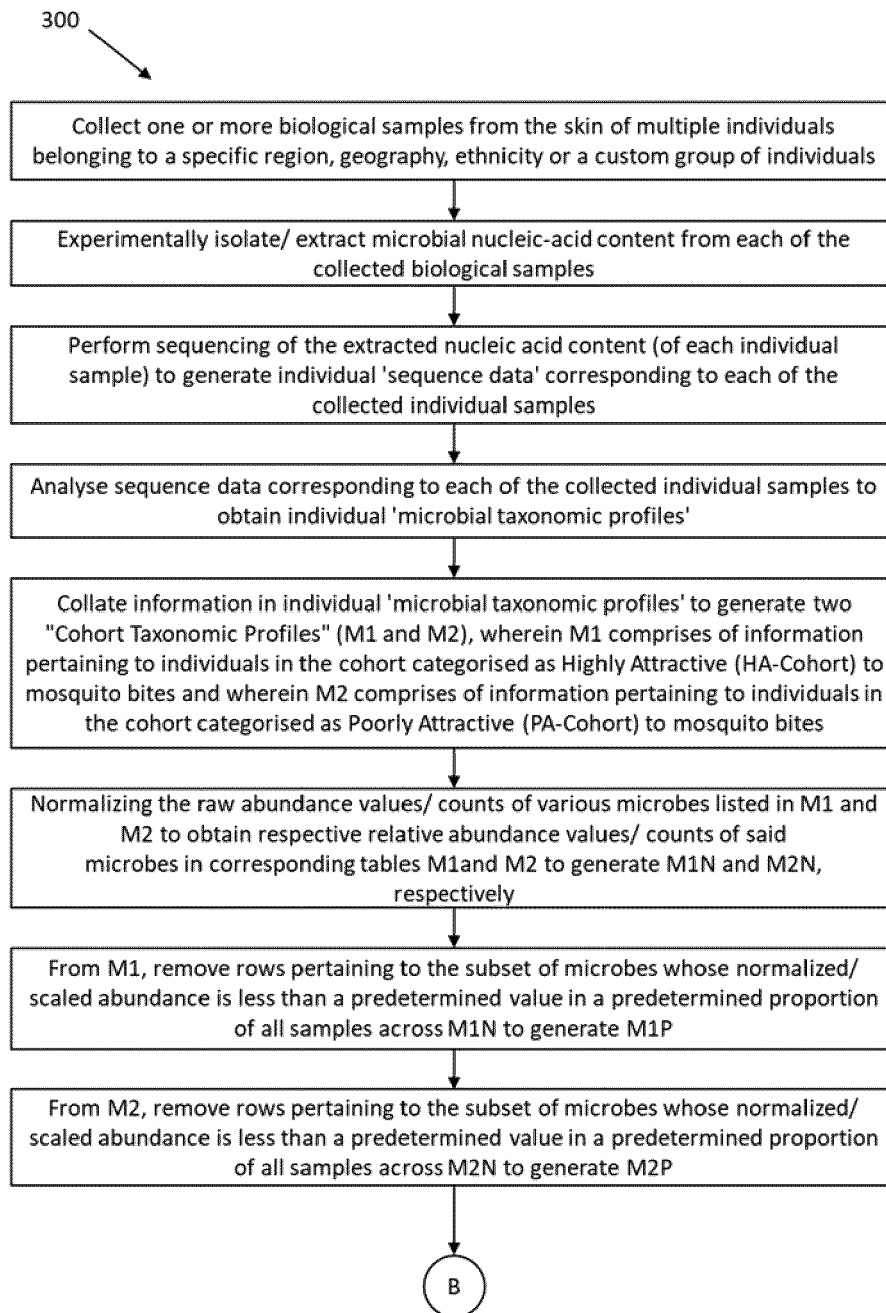 300
Collect one or more biological samples from the skin of multiple individuals
belonging to a specific region, geography, ethnicity or a custom group of individuals
Experimentally isolate/ extract microbial nucleic-acid content from each of the
collected biological samples
Perform sequencing of the extracted nucleic acid content (of each individual
sample) to generate individual 'sequence data' corresponding to each of the
collected individual samples
Analyse sequence data corresponding to each of the collected individual samples to
obtain individual 'microbial taxonomic profiles'
Collate information in individual 'microbial taxonomic profiles' to generate two
"Cohort Taxonomic Profiles" (M1 and M2), wherein M1 comprises of information
pertaining to individuals in the cohort categorised as Highly Attractive (HA-Cohort) to
mosquito bites and wherein M2 comprises of information pertaining to individuals in
the cohort categorised as Poorly Attractive (PA-Cohort) to mosquito bites
Normalizing the raw abundance values/ counts of various microbes listed in M1 and
M2 to obtain respective relative abundance values/ counts of said
microbes in corresponding tables M1and M2 to generate M1N and M2N,
respectively
From M1, remove rows pertaining to the subset of microbes whose normalized/
scaled abundance is less than a predetermined value in a predetermined proportion
of all samples across M1N to generate M1P
From M2, remove rows pertaining to the subset of microbes whose normalized/
scaled abundance is less than a predetermined value in a predetermined proportion
of all samples across M2N to generate M2P
B